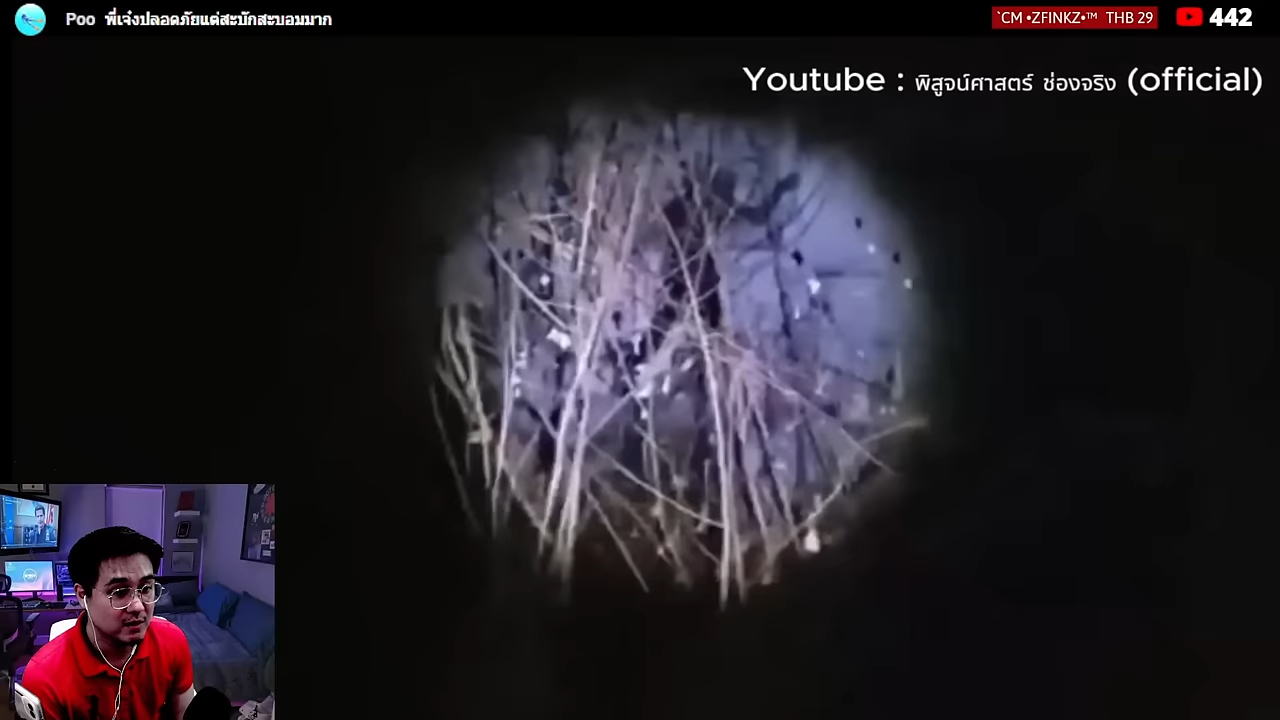 Poo พี่เจ๋งปลอดภัยแต่สะบักสะบอมมาก
`CM •ZFINKZ•™ THB 29
442
Youtube : พิสูจน์ศาสตร์ ช่องจริง (official)